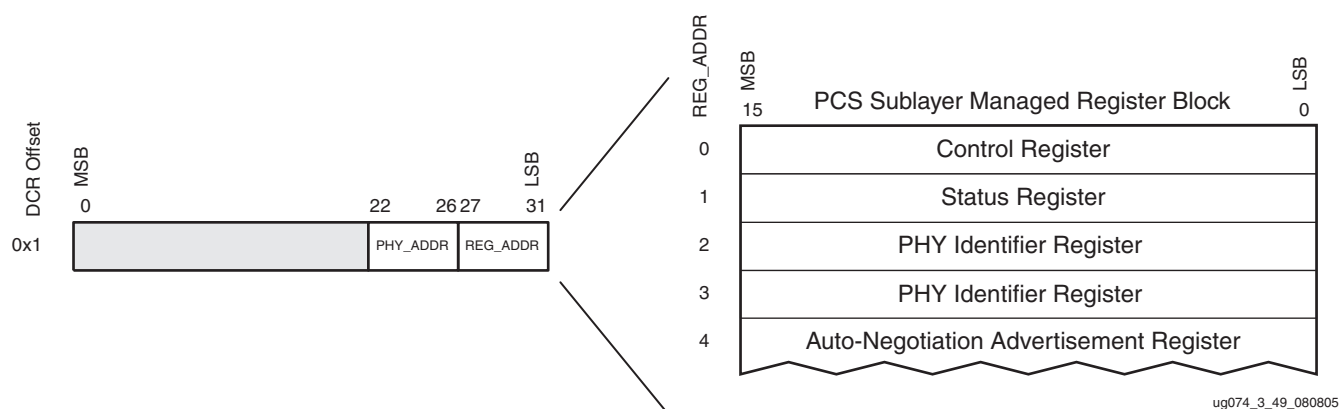 DCR Offset
MSB
0
22
26 27
LSB
31
0x1
PHY_ADDR
REG_ADDR
REG_ADDR
MSB
15
PCS Sublayer Managed Register Block
LSB
0
0
Control Register
1
Status Register
2
PHY Identifier Register
3
PHY Identifier Register
4
Auto-Negotiation Advertisement Register
ug074_3_49_080805